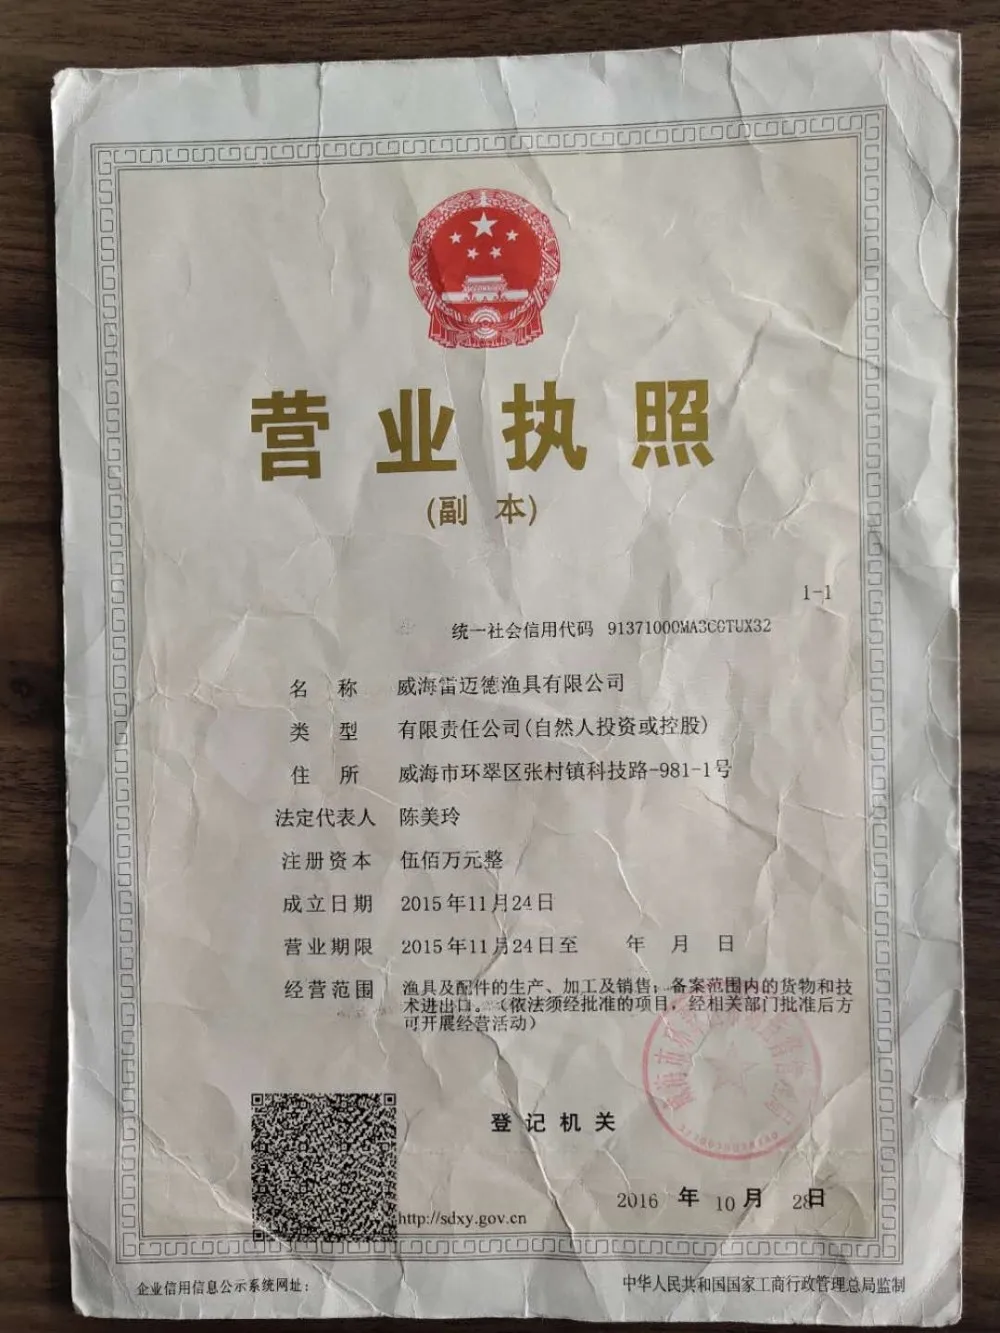 营业执照
(副 本)
1-1
统一社会信用代码 91371000MA3C0TUX32
名 称 威海雷迈德渔具有限公司
类 型 有限责任公司(自然人投资或控股)
住 所 威海市环翠区张村镇科技路-981-1号
法定代表人 陈美玲
注册资本 伍佰万元整
成立日期 2015年11月24日
营业期限 2015年11月24日至 年 月 日
经营范围 渔具及配件的生产、加工及销售；备案范围内的货物和技
术进出口。（依法须经批准的项目，经相关部门批准后方
可开展经营活动）
登记机关
2016 年 10 月 28日
http://sdxy.gov.cn
企业信用信息公示系统网址：
中华人民共和国国家工商行政管理总局监制